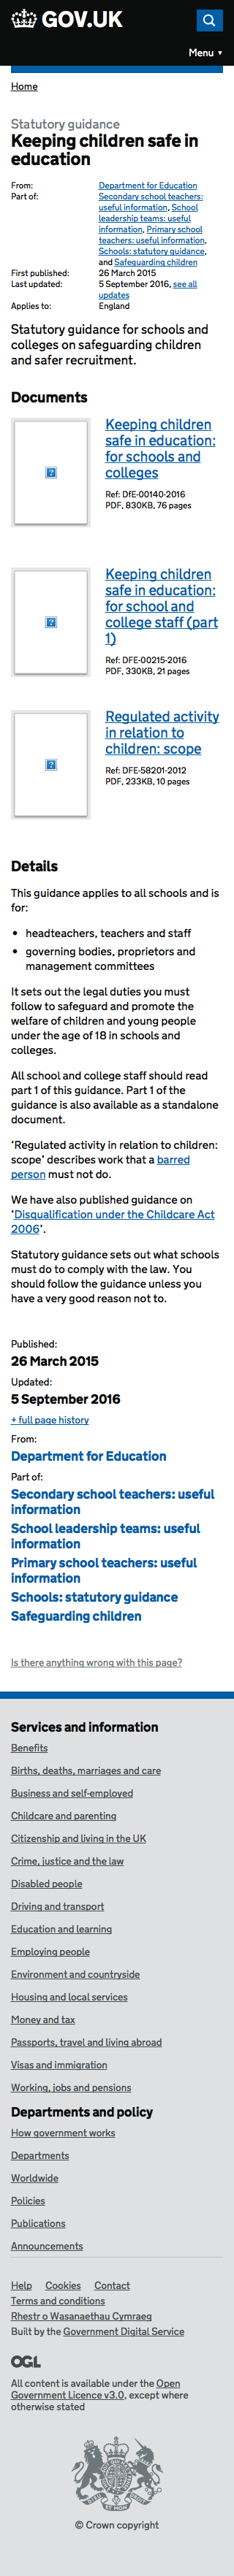 GOV.UK
Menu ▼
Home
Statutory guidance
Keeping children safe in
education
From: Department for Education
Part of: Secondary school teachers:
useful information, School
leadership teams: useful
information, Primary school
teachers: useful information,
Schools: statutory guidance,
and Safeguarding children
First published: 26 March 2015
Last updated: 5 September 2016, see all
updates
Applies to: England
Statutory guidance for schools and
colleges on safeguarding children
and safer recruitment.
Documents
Keeping children
safe in education:
for schools and
colleges
Ref: DfE-00140-2016
PDF, 830KB, 76 pages
Keeping children
safe in education:
for school and
college staff (part
1)
Ref: DFE-00215-2016
PDF, 330KB, 21 pages
Regulated activity
in relation to
children: scope
Ref: DFE-58201-2012
PDF, 233KB, 10 pages
Details
This guidance applies to all schools and is
for:
• headteachers, teachers and staff
• governing bodies, proprietors and
management committees
It sets out the legal duties you must
follow to safeguard and promote the
welfare of children and young people
under the age of 18 in schools and
colleges.
All school and college staff should read
part 1 of this guidance. Part 1 of the
guidance is also available as a standalone
document.
‘Regulated activity in relation to children:
scope’ describes work that a barred
person must not do.
We have also published guidance on
‘Disqualification under the Childcare Act
2006’.
Statutory guidance sets out what schools
must do to comply with the law. You
should follow the guidance unless you
have a very good reason not to.
Published:
26 March 2015
Updated:
5 September 2016
+ full page history
From:
Department for Education
Part of:
Secondary school teachers: useful
information
School leadership teams: useful
information
Primary school teachers: useful
information
Schools: statutory guidance
Safeguarding children
Is there anything wrong with this page?
Services and information
Benefits
Births, deaths, marriages and care
Business and self-employed
Childcare and parenting
Citizenship and living in the UK
Crime, justice and the law
Disabled people
Driving and transport
Education and learning
Employing people
Environment and countryside
Housing and local services
Money and tax
Passports, travel and living abroad
Visas and immigration
Working, jobs and pensions
Departments and policy
How government works
Departments
Worldwide
Policies
Publications
Announcements
Help Cookies Contact
Terms and conditions
Rhestr o Wasanaethau Cymraeg
Built by the Government Digital Service
OGL
All content is available under the Open
Government Licence v3.0, except where
otherwise stated
© Crown copyright